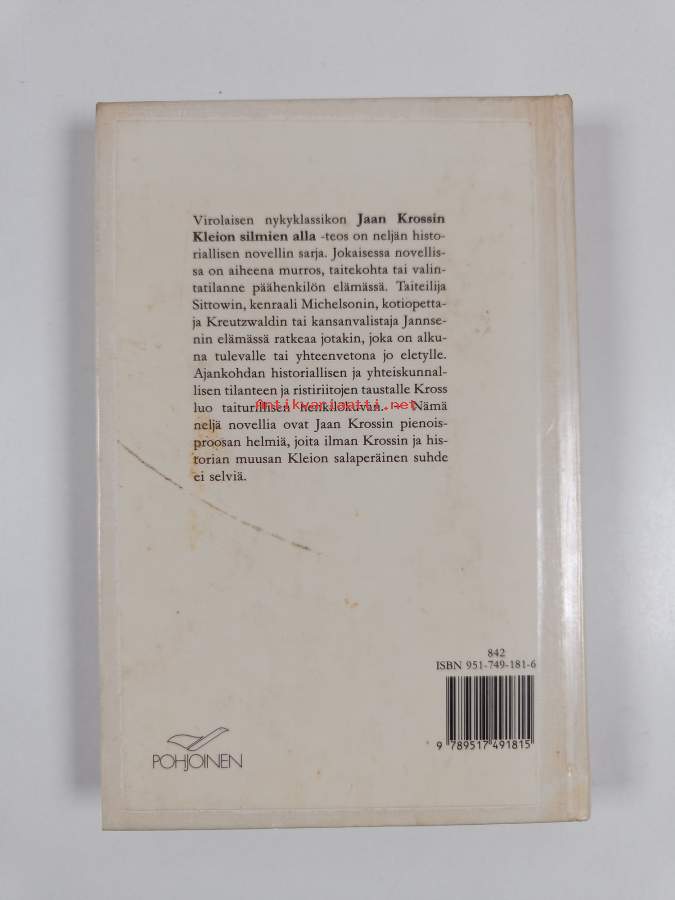 Virolaisen nykyklassikon Jaan Krossin
Kleion silmien alla -teos on neljän histo-
riallisen novellin sarja. Jokaisessa novellis-
sa on aiheena murros, taitekohta tai valin-
tatilanne päähenkilön elämässä. Taiteilija
Sittowin, kenraali Michelsonin, kotiopetta-
ja Kreutzwaldin tai kansanvalistaja Jannse-
nin elämässä ratkeaa jotakin, joka on alku-
na tulevalle tai yhteenvetona jo eletylle.
Ajankohdan historiallisen ja yhteiskunnal-
lisen tilanteen ja ristiriitojen taustalle Kross
luo taiturillisen henkilökuvan. – Nämä
Antikvariaatti.net
neljä novellia ovat Jaan Krossin pienois-
proosan helmiä, joita ilman Krossin ja his-
torian muusan Kleion salaperäinen suhde
ei selviä.
842
ISBN 951-749-181-6
9 789517 491815
POHJOINEN